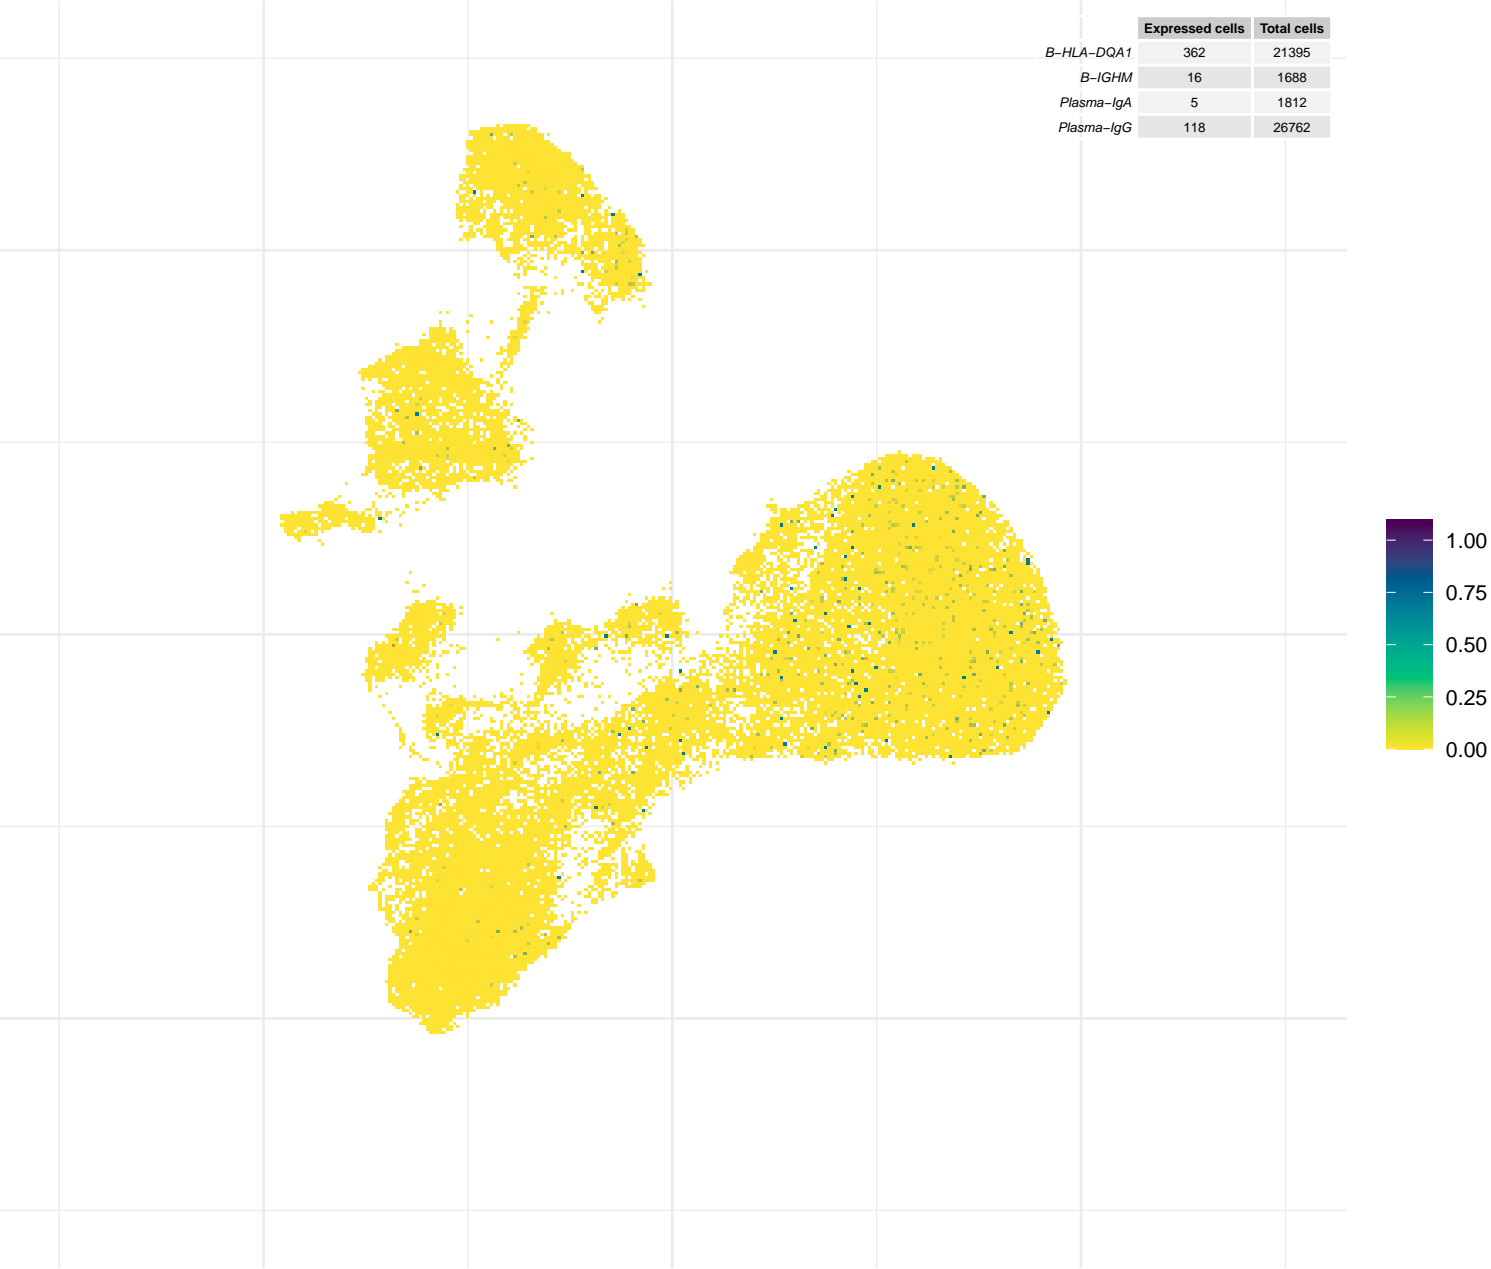 Expressed cells Total cells
B−HLA−DQA1 362 21395
B−IGHM 16 1688
Plasma−IgA 5 1812
Plasma−IgG 118 26762
1.00
0.75
0.50
0.25
0.00